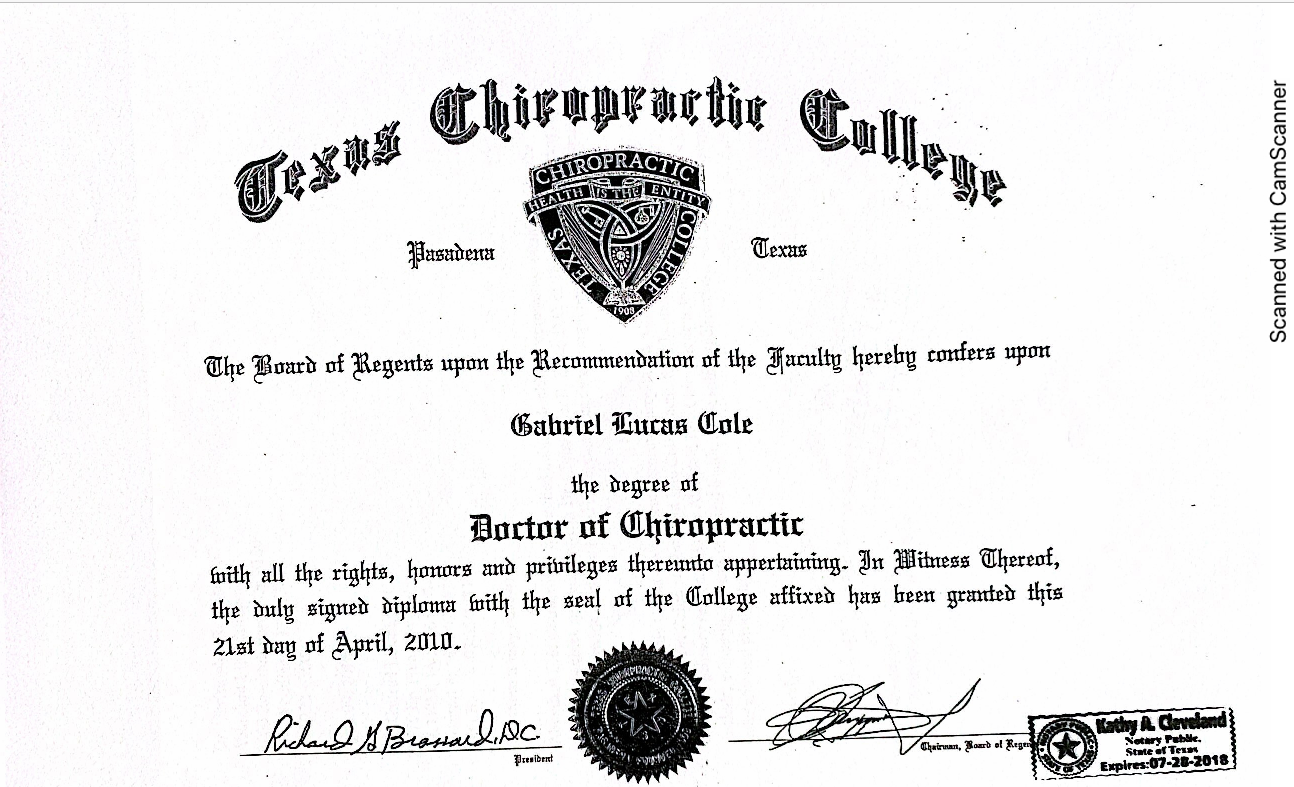 Texas Chiropractic College
CHIROPRACTIC
HEALTH IS THE ENTITY
TEXAS COLLEGE
1908
Pasadena Texas
The Board of Regents upon the Recommendation of the Faculty hereby confers upon
Gabriel Lucas Cole
the degree of
Doctor of Chiropractic
with all the rights, honors and privileges thereunto appertaining. In Witness Thereof,
the duly signed diploma with the seal of the College affixed has been granted this
21st day of April, 2010.
Richard G Brassard, DC.
President
Chairman, Board of Regen
Kathy A. Cleveland
Notary Public.
State of Texas
Expires:07-28-2018
Scanned with CamScanner